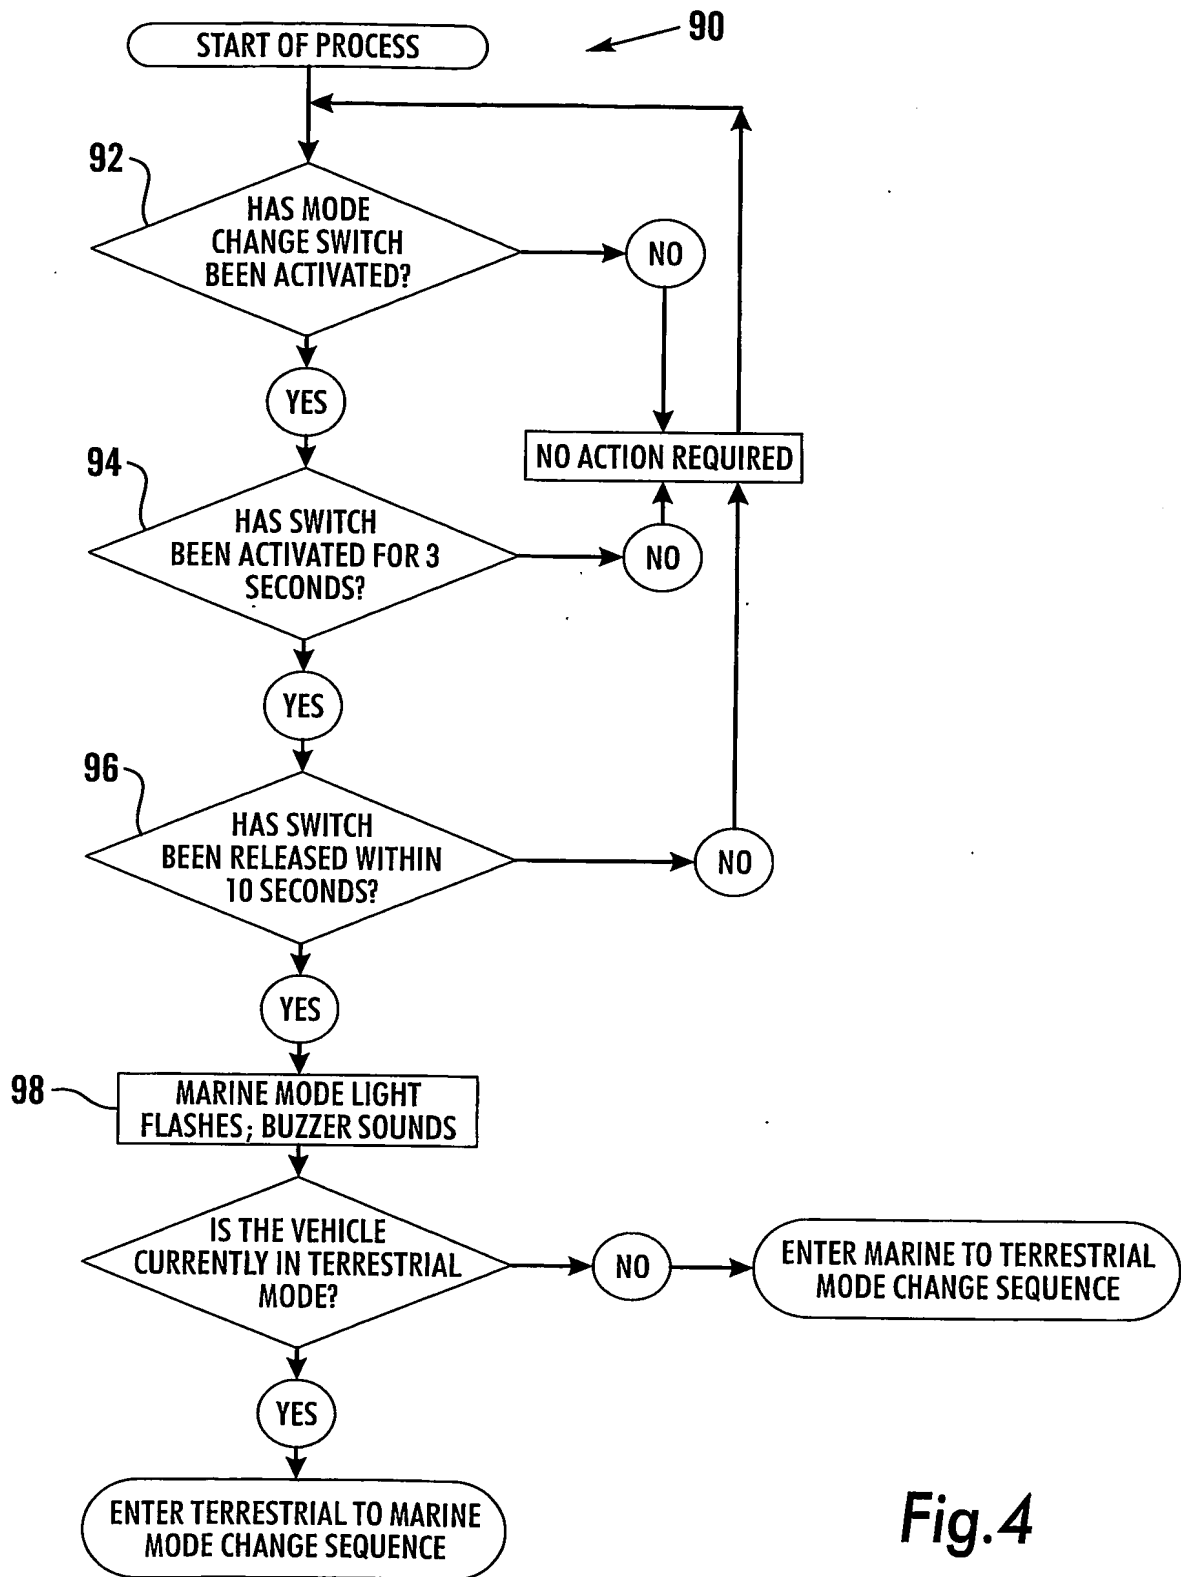 START OF PROCESS
90
92
HAS MODE
CHANGE SWITCH
BEEN ACTIVATED?
NO
YES
NO ACTION REQUIRED
94
HAS SWITCH
BEEN ACTIVATED FOR 3
SECONDS?
NO
YES
96
HAS SWITCH
BEEN RELEASED WITHIN
10 SECONDS?
NO
YES
98
MARINE MODE LIGHT
FLASHES; BUZZER SOUNDS
IS THE VEHICLE
CURRENTLY IN TERRESTRIAL
MODE?
NO
ENTER MARINE TO TERRESTRIAL
MODE CHANGE SEQUENCE
YES
ENTER TERRESTRIAL TO MARINE
MODE CHANGE SEQUENCE
Fig.4